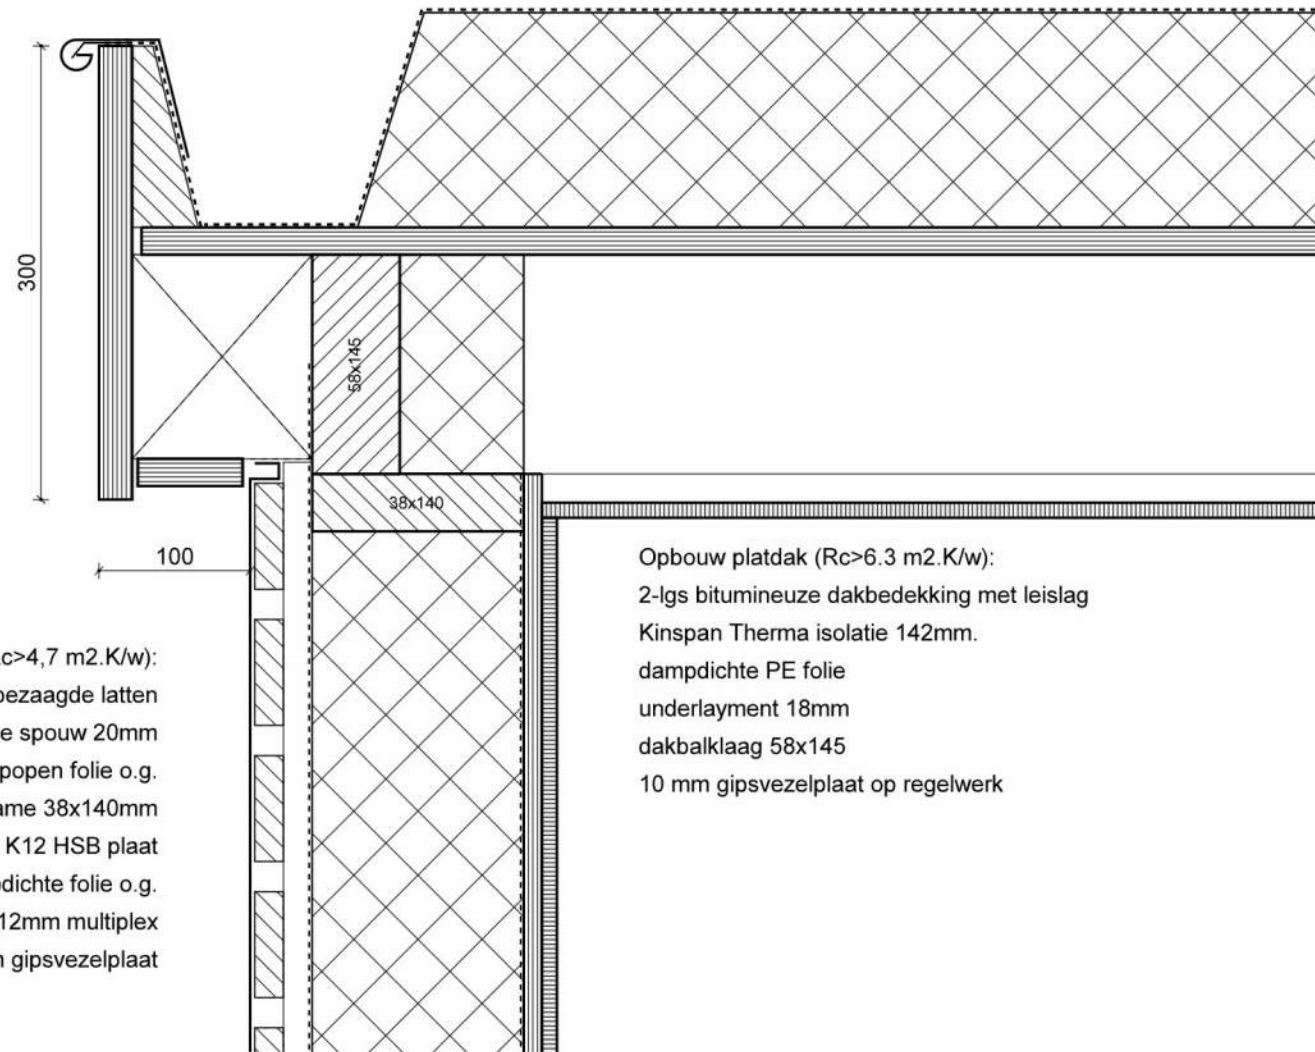 300
58x145
38x140
100
Opbouw platdak (Rc>6.3 m2.K/w):
2-lgs bitumineuze dakbedekking met leislag
Kinspan Therma isolatie 142mm.
dampdichte PE folie
underlayment 18mm
dakbalklaag 58x145
10 mm gipsvezelplaat op regelwerk
c>4,7 m2.K/w):
bezaagde latten
e spouw 20mm
popen folie o.g.
ame 38x140mm
K12 HSB plaat
dichte folie o.g.
12mm multiplex
gipsvezelplaat